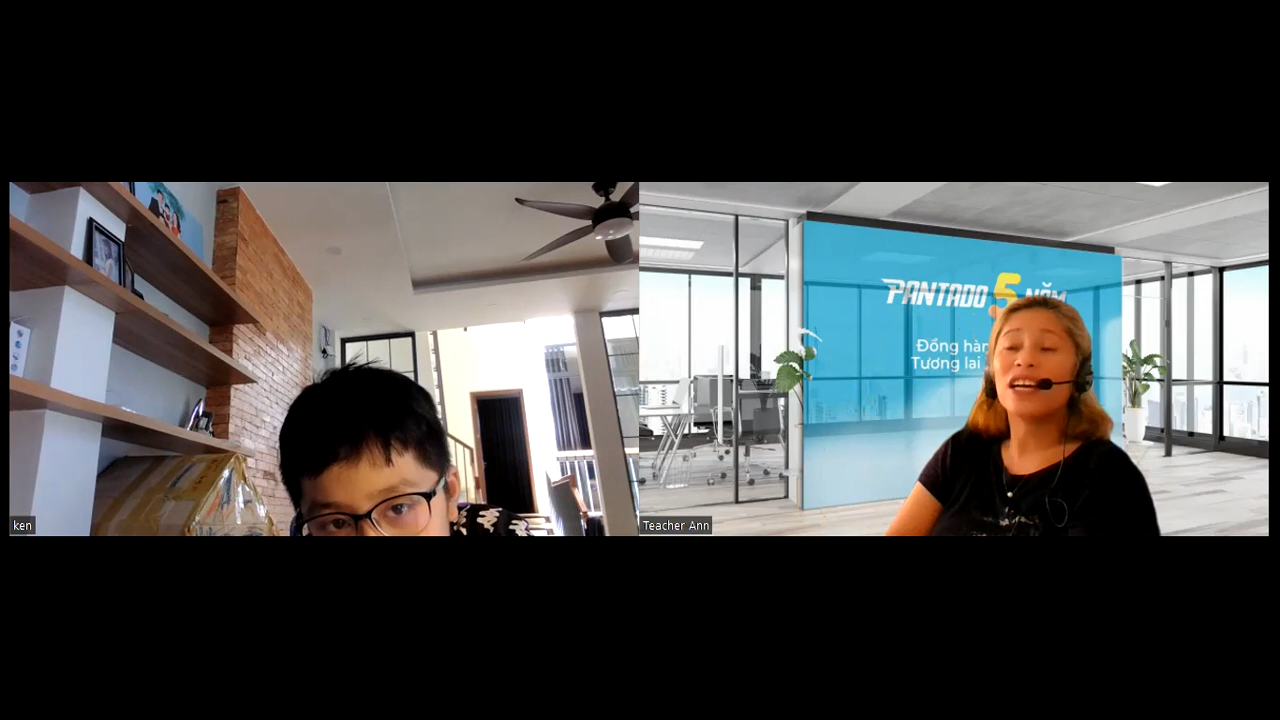 PANTADO 5 NĂM
Đồng hàn
Tương lai
ken
Teacher Ann